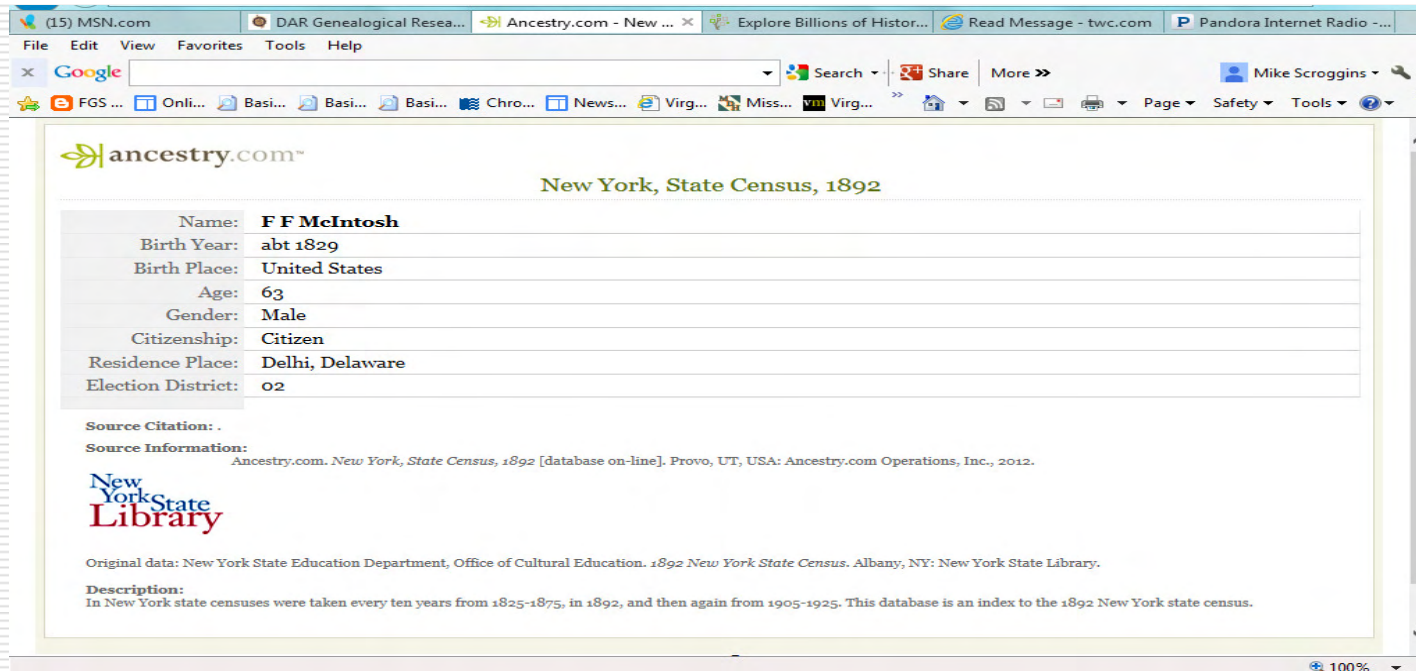 (15) MSN.com DAR Genealogical Resea... Ancestry.com - New ... × Explore Billions of Histor... Read Message - twc.com P Pandora Internet Radio -...
File Edit View Favorites Tools Help
× Google Search Share More >> Mike Scroggins
FGS ... Onli... Basi... Basi... Basi... Chro... News... Virg... Miss... vm Virg... >> Page Safety Tools
ancestry.com
New York, State Census, 1892
Name: F F McIntosh
Birth Year: abt 1829
Birth Place: United States
Age: 63
Gender: Male
Citizenship: Citizen
Residence Place: Delhi, Delaware
Election District: 02
Source Citation: .
Source Information:
Ancestry.com. New York, State Census, 1892 [database on-line]. Provo, UT, USA: Ancestry.com Operations, Inc., 2012.
New
York State
Library
Original data: New York State Education Department, Office of Cultural Education. 1892 New York State Census. Albany, NY: New York State Library.
Description:
In New York state censuses were taken every ten years from 1825-1875, in 1892, and then again from 1905-1925. This database is an index to the 1892 New York state census.
100%